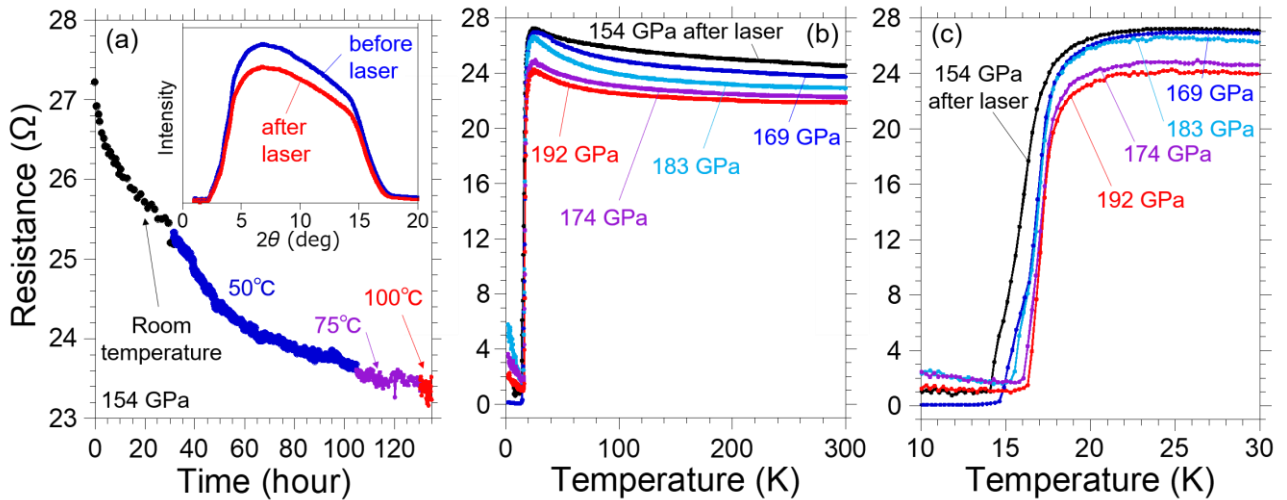 Resistance (Ω)
28
27
26
25
24
23
0 20 40 60 80 100 120
Time (hour)
(a)
before
laser
after
laser
Intensity
0 5 10 15 20
2θ (deg)
50℃
75℃
100℃
Room
temperature
154 GPa
28
24
20
16
12
8
4
0
0 100 200 300
Temperature (K)
154 GPa after laser
(b)
169 GPa
192 GPa
183 GPa
174 GPa
28
24
20
16
12
8
4
0
10 15 20 25 30
Temperature (K)
(c)
154 GPa
after laser
169 GPa
183 GPa
174 GPa
192 GPa